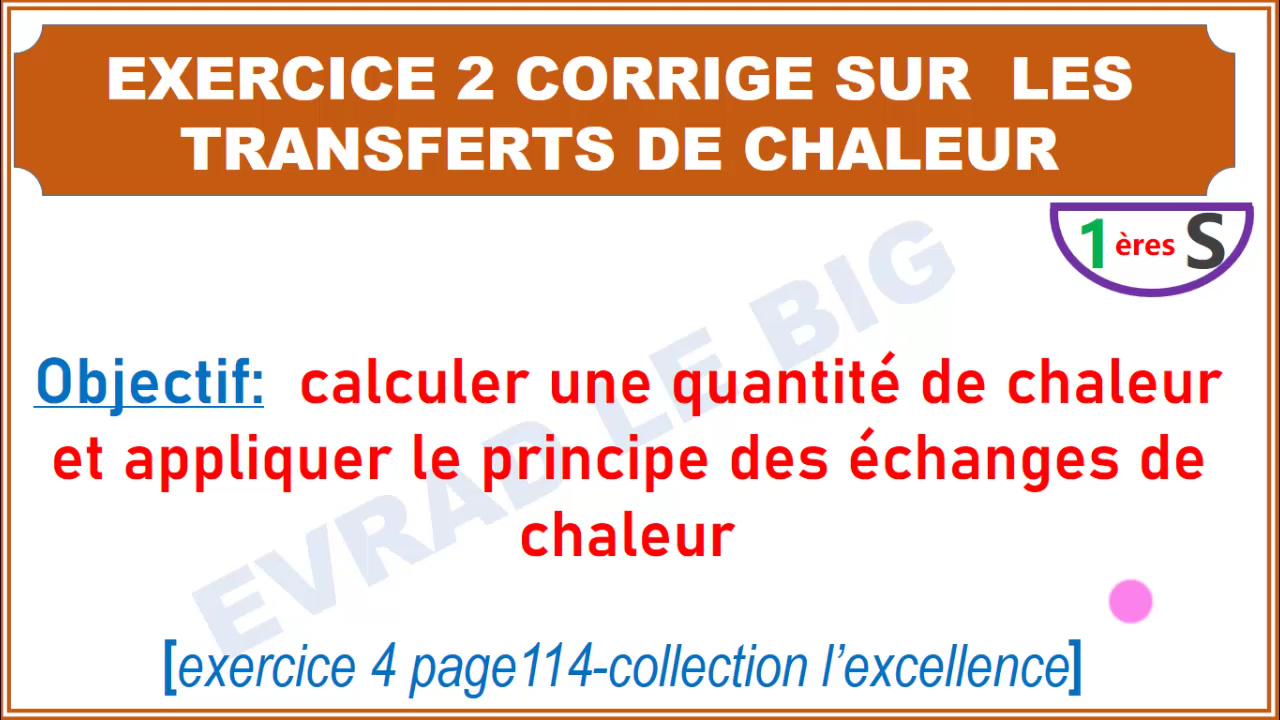 EXERCICE 2 CORRIGE SUR LES
TRANSFERTS DE CHALEUR
1ères S
EVRAD LE BIG
Objectif: calculer une quantité de chaleur
et appliquer le principe des échanges de
chaleur
[exercice 4 page114-collection l’excellence]